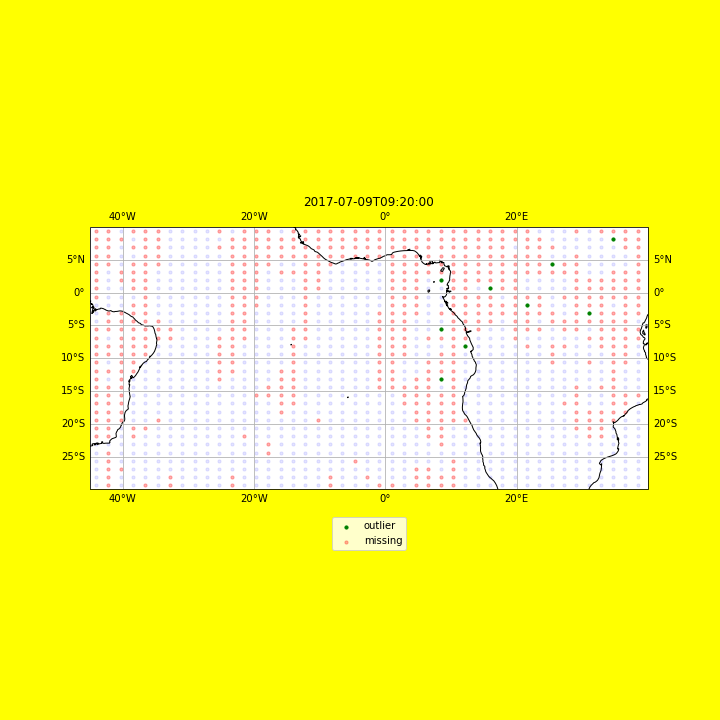 2017-07-09T09:20:00
40°W 20°W 0° 20°E
5°N 5°N
0° 0°
5°S 5°S
10°S 10°S
15°S 15°S
20°S 20°S
25°S 25°S
40°W 20°W 0° 20°E
outlier
missing